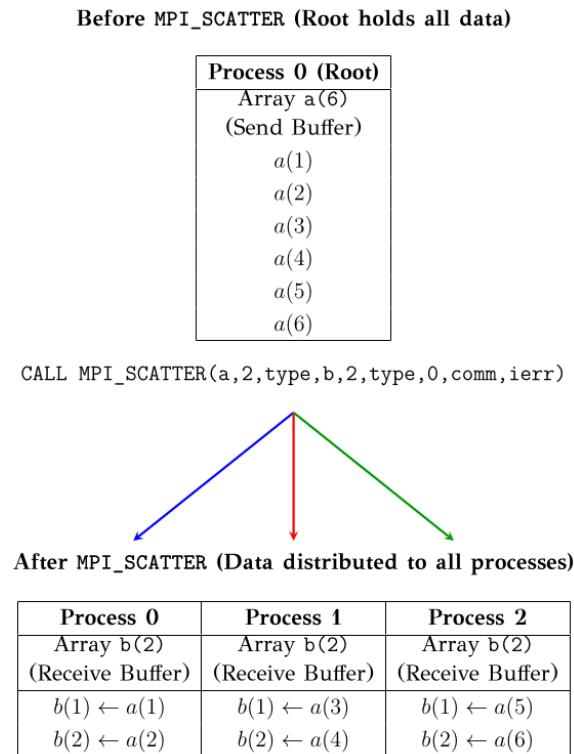 Before MPI_SCATTER (Root holds all data)
Process 0 (Root)
Array a(6)
(Send Buffer)
a(1)
a(2)
a(3)
a(4)
a(5)
a(6)
CALL MPI_SCATTER(a,2,type,b,2,type,0,comm,ierr)
After MPI_SCATTER (Data distributed to all processes)
Process 0 Process 1 Process 2
Array b(2) Array b(2) Array b(2)
(Receive Buffer) (Receive Buffer) (Receive Buffer)
b(1) ← a(1) b(1) ← a(3) b(1) ← a(5)
b(2) ← a(2) b(2) ← a(4) b(2) ← a(6)